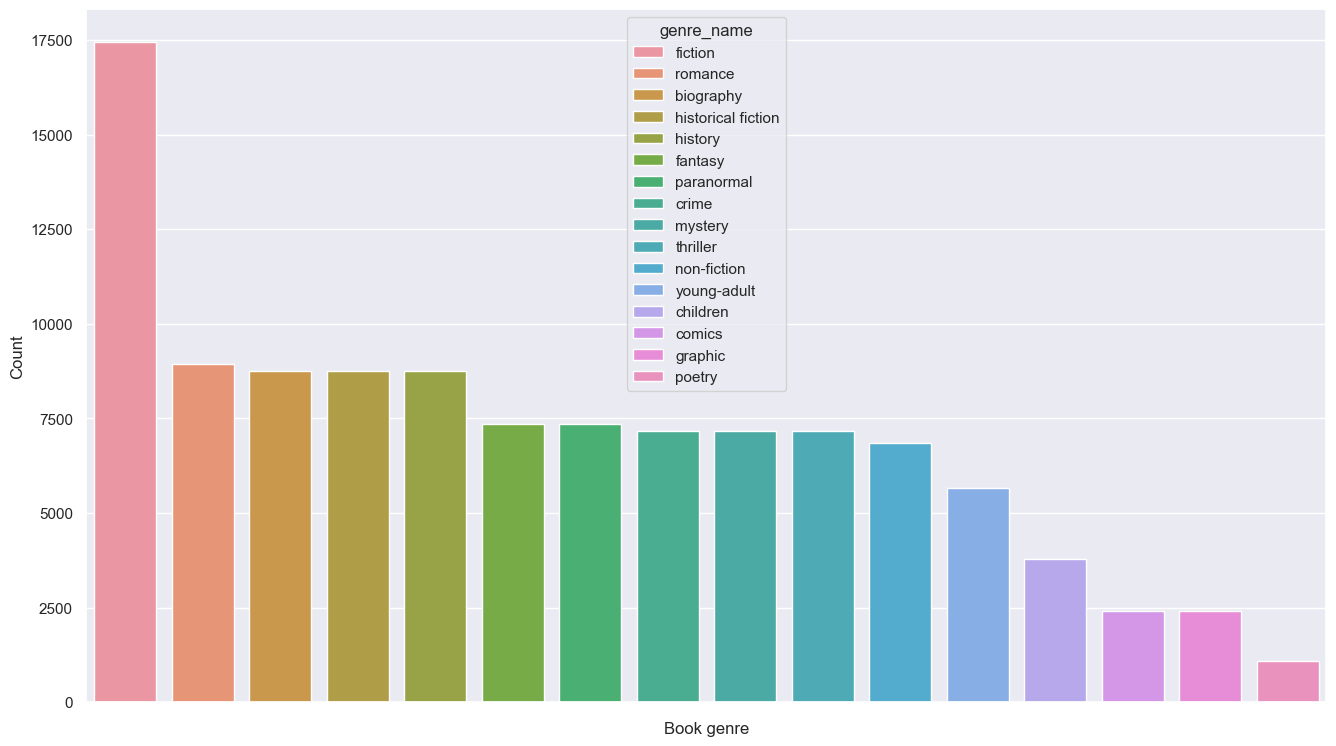 genre_name
fiction
romance
biography
historical fiction
history
fantasy
paranormal
crime
mystery
thriller
non-fiction
young-adult
children
comics
graphic
poetry
17500
15000
12500
10000
7500
5000
2500
0
Count
Book genre